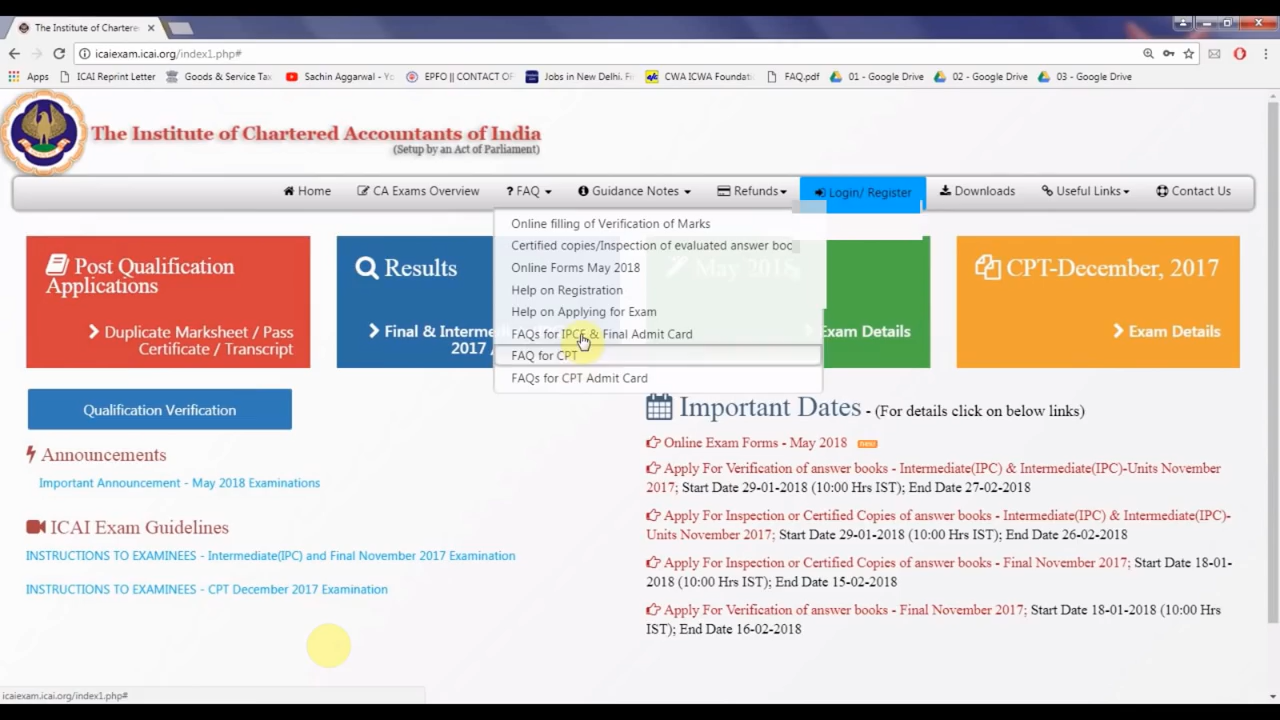 The Institute of Chartere
icaiexam.icai.org/index1.php#
Apps ICAI Reprint Letter Goods & Service Tax Sachin Aggarwal - Yo EPFO || CONTACT OF Jobs in New Delhi. Fi CWA ICWA Foundati FAQ.pdf 01 - Google Drive 02 - Google Drive 03 - Google Drive
The Institute of Chartered Accountants of India
(Setup by an Act of Parliament)
Home CA Exams Overview ? FAQ Guidance Notes Refunds Login/ Register Downloads Useful Links Contact Us
Online filling of Verification of Marks
Certified copies/Inspection of evaluated answer boo
Online Forms May 2018
Help on Registration
Help on Applying for Exam
FAQs for IPCE & Final Admit Card
FAQ for CPT
FAQs for CPT Admit Card
Post Qualification
Applications
Duplicate Marksheet / Pass
Certificate / Transcript
Results
Final & Interme
2017 /
May 2018
Exam Details
CPT-December, 2017
Exam Details
Qualification Verification
Announcements
Important Announcement - May 2018 Examinations
ICAI Exam Guidelines
INSTRUCTIONS TO EXAMINEES - Intermediate(IPC) and Final November 2017 Examination
INSTRUCTIONS TO EXAMINEES - CPT December 2017 Examination
Important Dates - (For details click on below links)
Online Exam Forms - May 2018 new
Apply For Verification of answer books - Intermediate(IPC) & Intermediate(IPC)-Units November
2017; Start Date 29-01-2018 (10:00 Hrs IST); End Date 27-02-2018
Apply For Inspection or Certified Copies of answer books - Intermediate(IPC) & Intermediate(IPC)-
Units November 2017; Start Date 29-01-2018 (10:00 Hrs IST); End Date 26-02-2018
Apply For Inspection or Certified Copies of answer books - Final November 2017; Start Date 18-01-
2018 (10:00 Hrs IST); End Date 15-02-2018
Apply For Verification of answer books - Final November 2017; Start Date 18-01-2018 (10:00 Hrs
IST); End Date 16-02-2018
icaiexam.icai.org/index1.php#